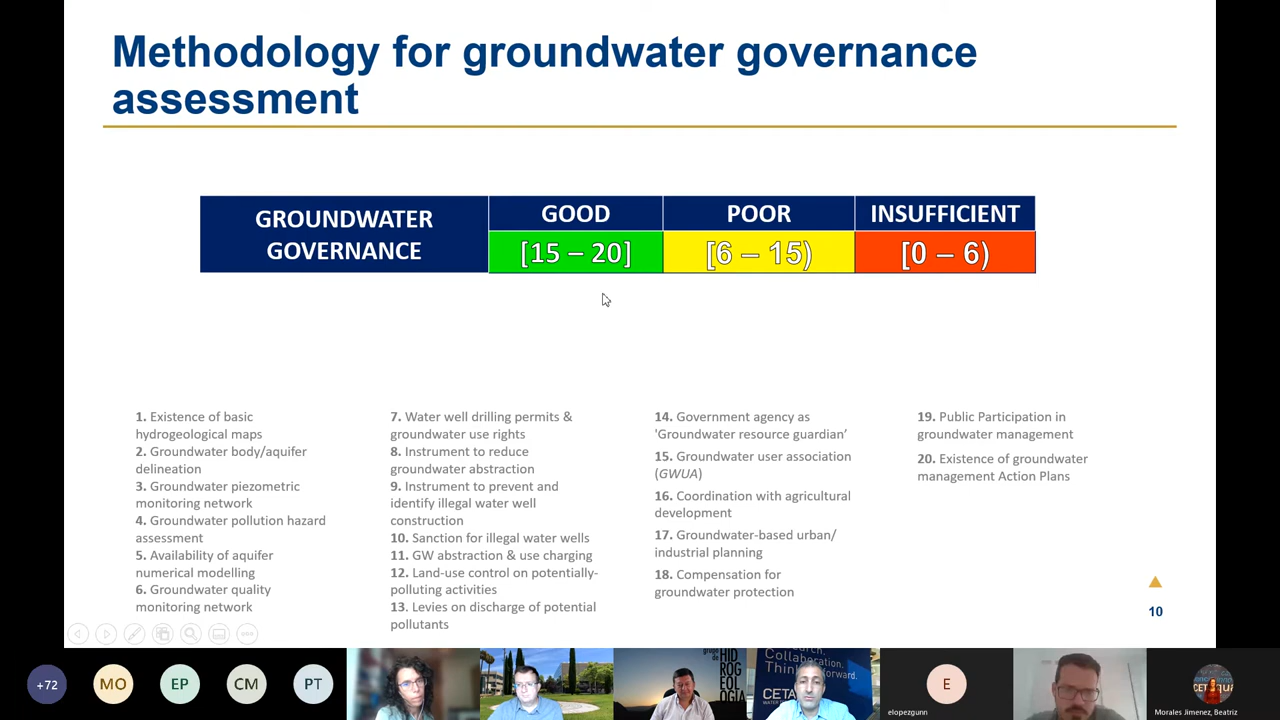 Methodology for groundwater governance
assessment
GROUNDWATER
GOVERNANCE
GOOD
POOR
INSUFFICIENT
[15 – 20]
[6 – 15)
[0 – 6)
1. Existence of basic
hydrogeological maps
2. Groundwater body/aquifer
delineation
3. Groundwater piezometric
monitoring network
4. Groundwater pollution hazard
assessment
5. Availability of aquifer
numerical modelling
6. Groundwater quality
monitoring network
7. Water well drilling permits &
groundwater use rights
8. Instrument to reduce
groundwater abstraction
9. Instrument to prevent and
identify illegal water well
construction
10. Sanction for illegal water wells
11. GW abstraction & use charging
12. Land-use control on potentially-
polluting activities
13. Levies on discharge of potential
pollutants
14. Government agency as
'Groundwater resource guardian’
15. Groundwater user association
(GWUA)
16. Coordination with agricultural
development
17. Groundwater-based urban/
industrial planning
18. Compensation for
groundwater protection
19. Public Participation in
groundwater management
20. Existence of groundwater
management Action Plans
10
+72
MO
EP
CM
PT
HID
ROG
EOL
OGIA
Collaboration.
CETA
E
elopezgunn
Morales Jimenez, Beatriz